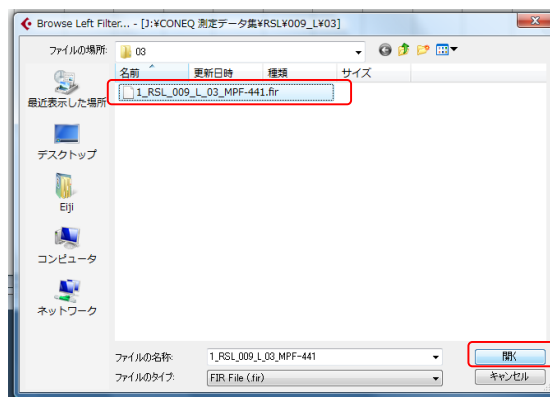 Browse Left Filter... - [J:¥CONEQ 測定データ集¥RSL¥009_L¥03]
ファイルの場所: 03
名前 更新日時 種類 サイズ
1_RSL_009_L_03_MPF-441.fir
最近表示した場所
デスクトップ
Eiji
コンピュータ
ネットワーク
ファイルの名称: 1_RSL_009_L_03_MPF-441 開く
ファイルのタイプ: FIR File (.fir) キャンセル